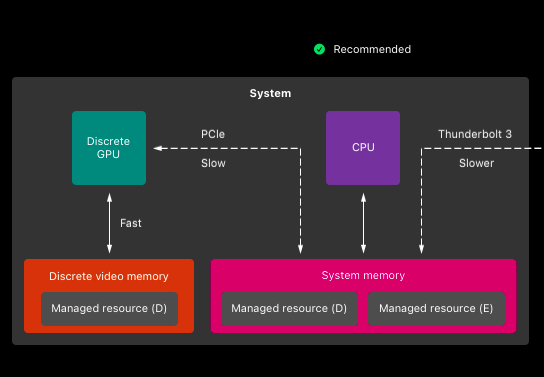 Recommended
System
Discrete
GPU
PCIe
Slow
CPU
Thunderbolt 3
Slower
Fast
Discrete video memory
Managed resource (D)
System memory
Managed resource (D)
Managed resource (E)